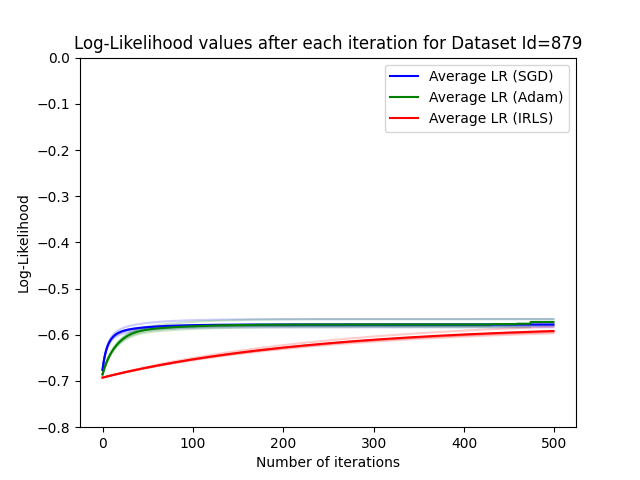 Log-Likelihood values after each iteration for Dataset Id=879
Average LR (SGD)
Average LR (Adam)
Average LR (IRLS)
0.0
−0.1
−0.2
−0.3
−0.4
−0.5
−0.6
−0.7
−0.8
Log-Likelihood
0
100
200
300
400
500
Number of iterations